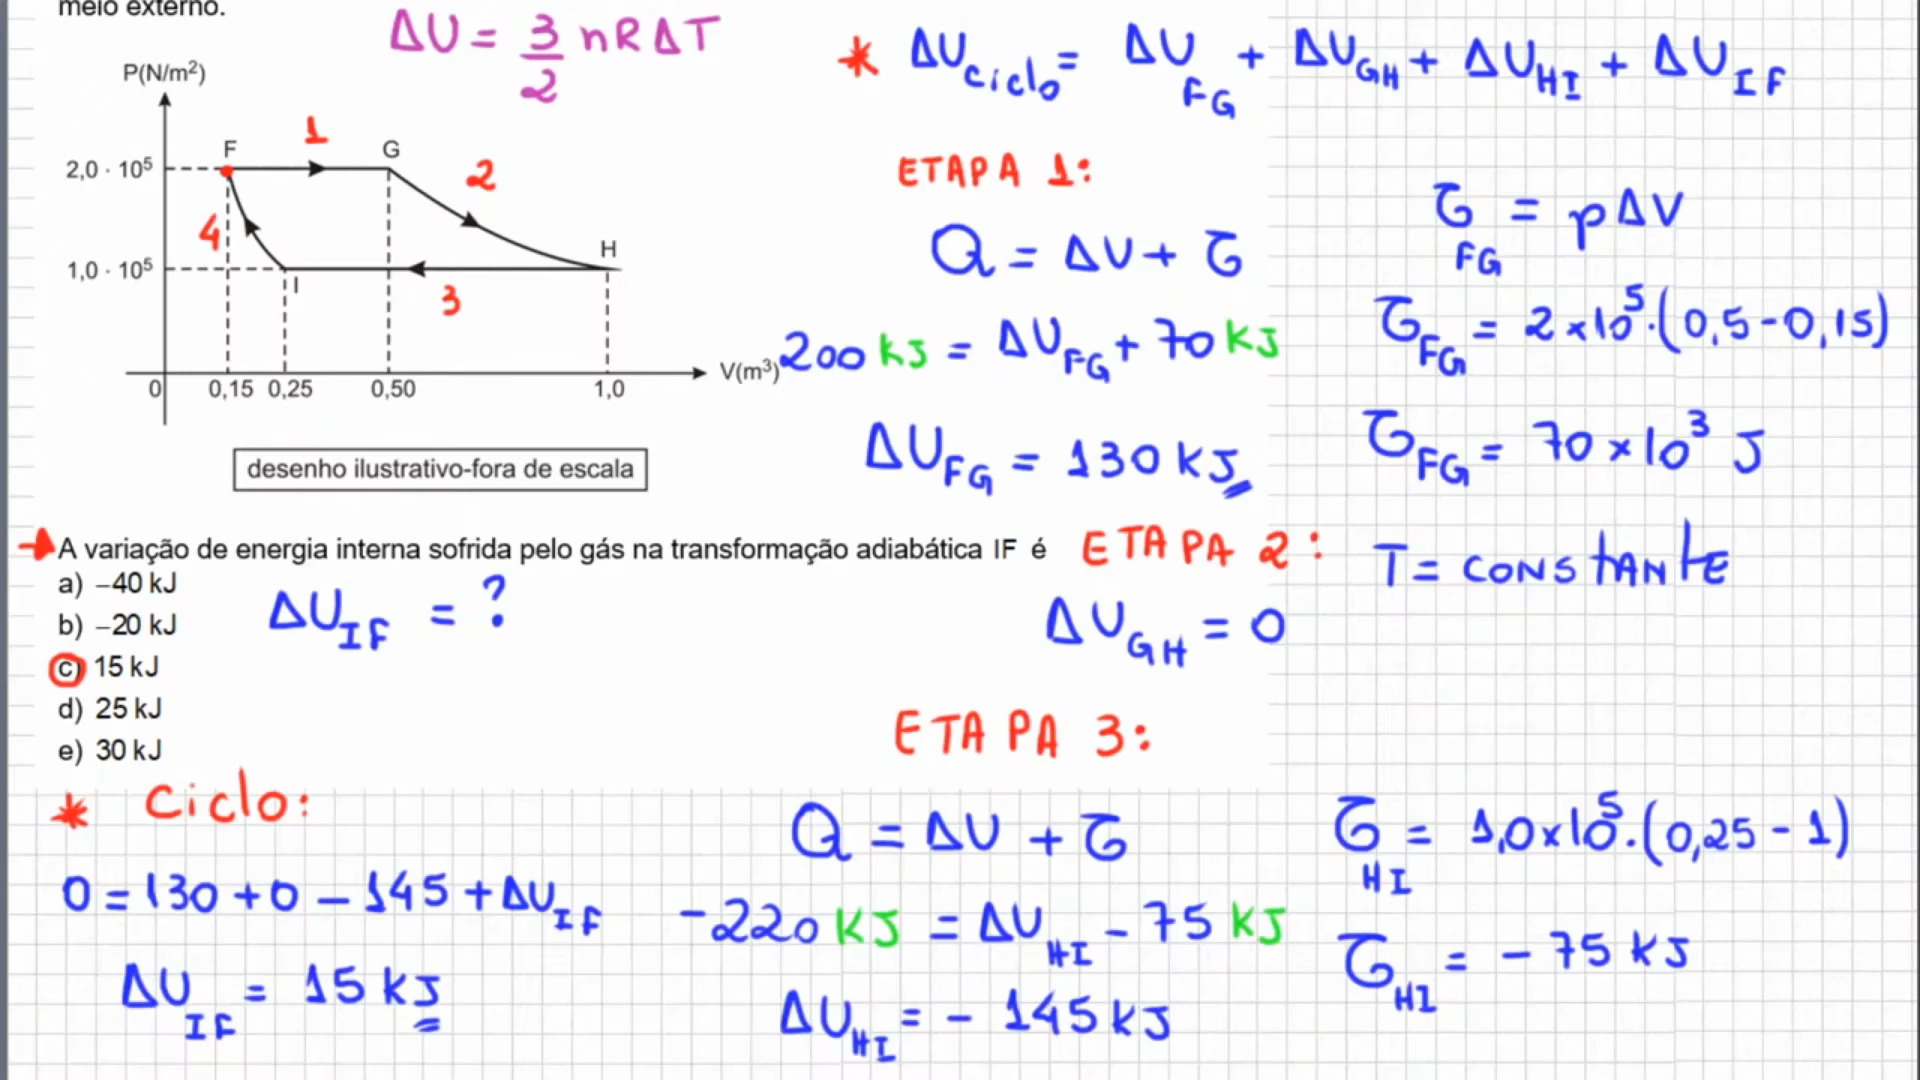 meio externo.
ΔU = 3/2 nRΔT
* ΔUciclo = ΔUFG + ΔUGH + ΔUHI + ΔUIF
P(N/m²)
1
F
G
2,0 · 10⁵
2
4
H
1,0 · 10⁵
I
3
V(m³)
0
0,15
0,25
0,50
1,0
desenho ilustrativo-fora de escala
ETAPA 1:
Q = ΔU + 𝒯
200 kJ = ΔUFG + 70 kJ
ΔUFG = 130 kJ
𝒯FG = pΔV
𝒯FG = 2×10⁵·(0,5-0,15)
𝒯FG = 70×10³ J
A variação de energia interna sofrida pelo gás na transformação adiabática IF é
a) –40 kJ
b) –20 kJ
c) 15 kJ
d) 25 kJ
e) 30 kJ
ΔUIF = ?
ETAPA 2:
T = CONSTANTE
ΔUGH = 0
ETAPA 3:
Q = ΔU + 𝒯
-220 kJ = ΔUHI - 75 kJ
ΔUHI = - 145 kJ
𝒯HI = 1,0×10⁵·(0,25-1)
𝒯HI = - 75 kJ
* Ciclo:
0 = 130 + 0 - 145 + ΔUIF
ΔUIF = 15 kJ